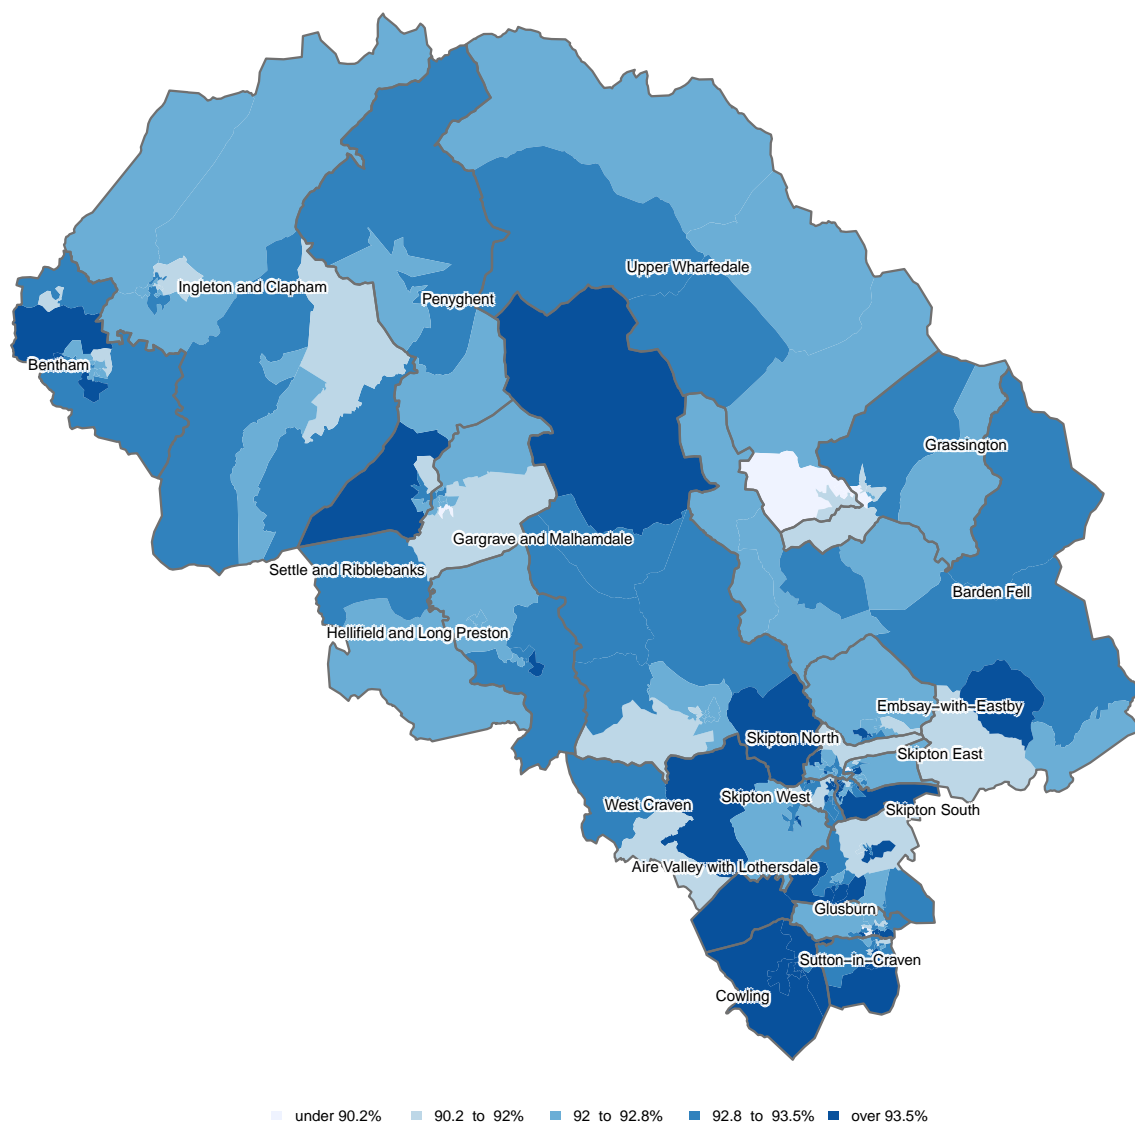 Upper Wharfedale
Ingleton and Clapham
Penyghent
Bentham
Grassington
Gargrave and Malhamdale
Settle and Ribblebanks
Barden Fell
Hellifield and Long Preston
Embsay−with−Eastby
Skipton North
Skipton East
Skipton West
West Craven
Skipton South
Aire Valley with Lothersdale
Glusburn
Sutton−in−Craven
Cowling
under 90.2% 90.2 to 92% 92 to 92.8% 92.8 to 93.5% over 93.5%